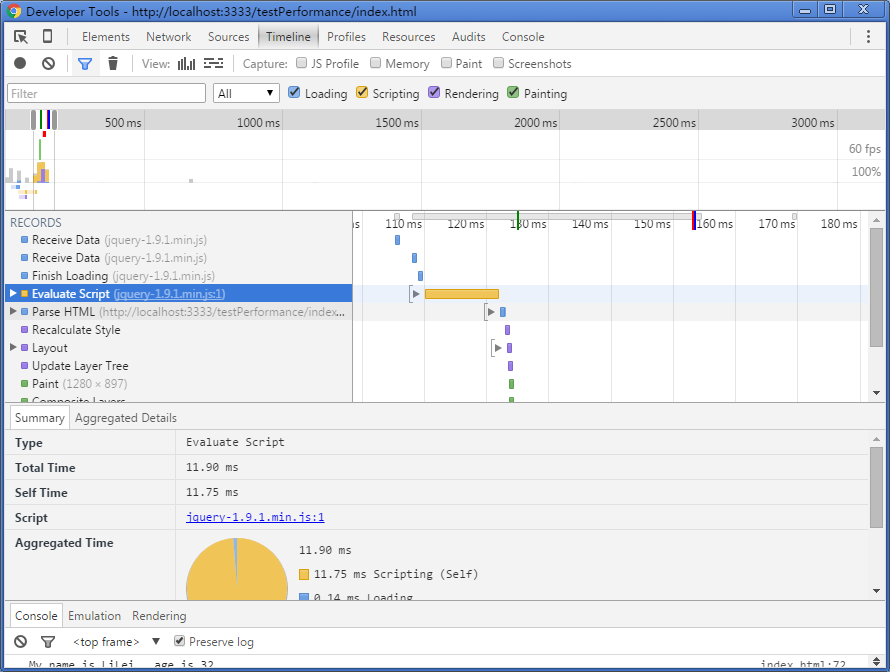 Developer Tools - http://localhost:3333/testPerformance/index.html
Elements Network Sources Timeline Profiles Resources Audits Console
View: Capture: JS Profile Memory Paint Screenshots
Filter All Loading Scripting Rendering Painting
500 ms 1000 ms 1500 ms 2000 ms 2500 ms 3000 ms
60 fps
100%
RECORDS
ms 110 ms 120 ms 130 ms 140 ms 150 ms 160 ms 170 ms 180 ms
Receive Data (jquery-1.9.1.min.js)
Receive Data (jquery-1.9.1.min.js)
Finish Loading (jquery-1.9.1.min.js)
Evaluate Script (jquery-1.9.1.min.js:1)
Parse HTML (http://localhost:3333/testPerformance/index...
Recalculate Style
Layout
Update Layer Tree
Paint (1280 × 897)
Composite Layers
Summary Aggregated Details
Type Evaluate Script
Total Time 11.90 ms
Self Time 11.75 ms
Script jquery-1.9.1.min.js:1
Aggregated Time
11.90 ms
11.75 ms Scripting (Self)
0.14 ms Loading
Console Emulation Rendering
<top frame> Preserve log
My name is LiLei , age is 32 index.html:72